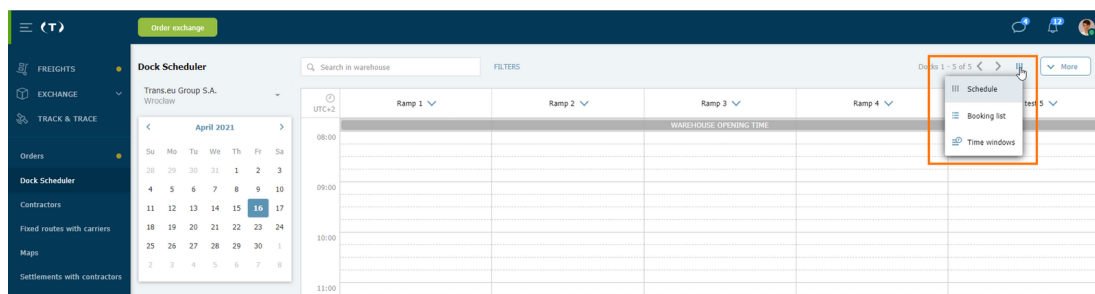 (T)
Order exchange
4
12
FREIGHTS
EXCHANGE
TRACK & TRACE
Orders
Dock Scheduler
Contractors
Fixed routes with carriers
Maps
Settlements with contractors
Dock Scheduler
Trans.eu Group S.A.
Wrocław
April 2021
Su Mo Tu We Th Fr Sa
28 29 30 31 1 2 3
4 5 6 7 8 9 10
11 12 13 14 15 16 17
18 19 20 21 22 23 24
25 26 27 28 29 30 1
2 3 4 5 6 7 8
Search in warehouse
FILTERS
Docks 1 - 5 of 5
More
Schedule
Booking list
Time windows
UTC+2
Ramp 1
Ramp 2
Ramp 3
Ramp 4
test 5
WAREHOUSE OPENING TIME
08:00
09:00
10:00
11:00